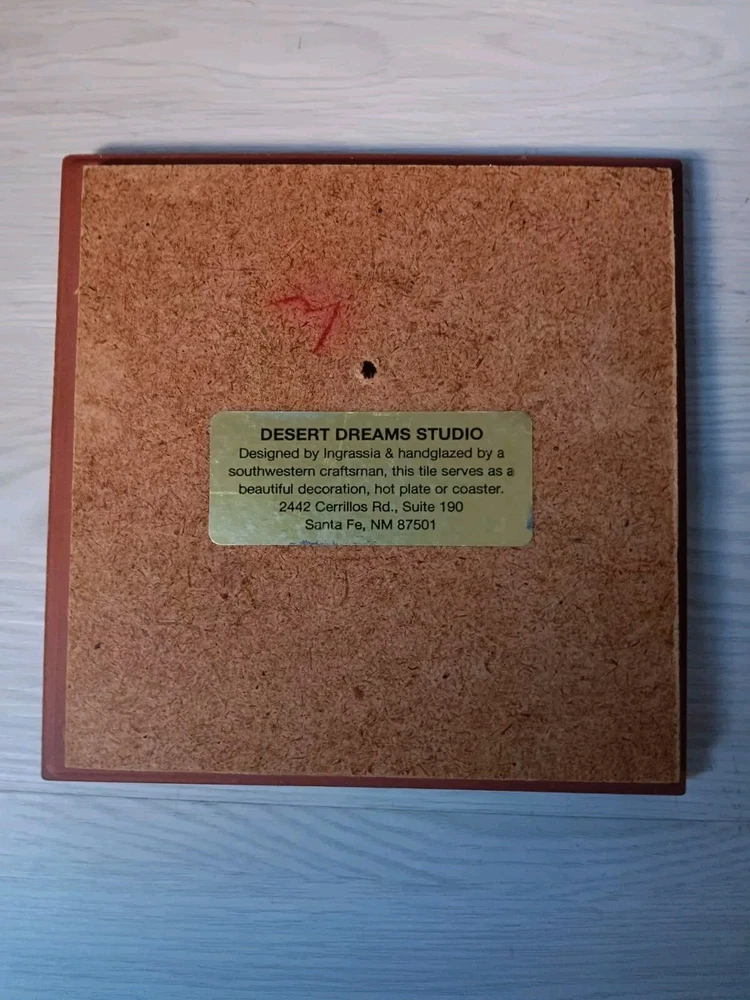 DESERT DREAMS STUDIO
Designed by Ingrassia & handglazed by a
southwestern craftsman, this tile serves as a
beautiful decoration, hot plate or coaster.
2442 Cerrillos Rd., Suite 190
Santa Fe, NM 87501